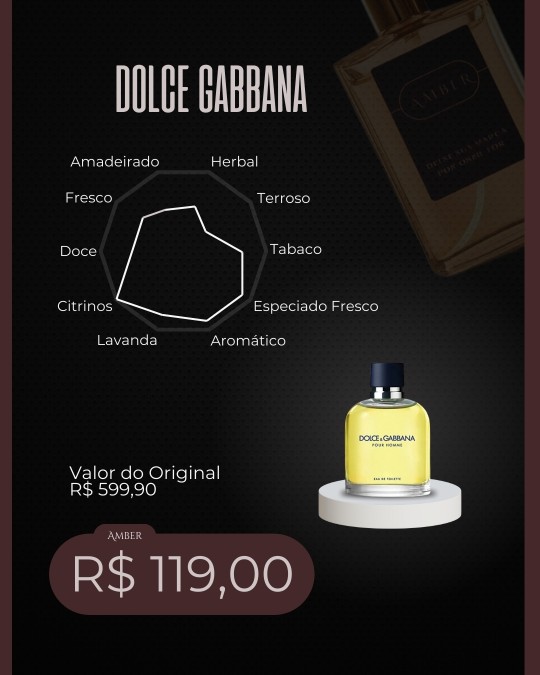 DOLCE GABBANA
Amadeirado
Herbal
Fresco
Terroso
Doce
Tabaco
Citrinos
Especiado Fresco
Lavanda
Aromático
AMBER
DOLCE&GABBANA
POUR HOMME
EAU DE TOILETTE
Valor do Original
R$ 599,90
AMBER
R$ 119,00